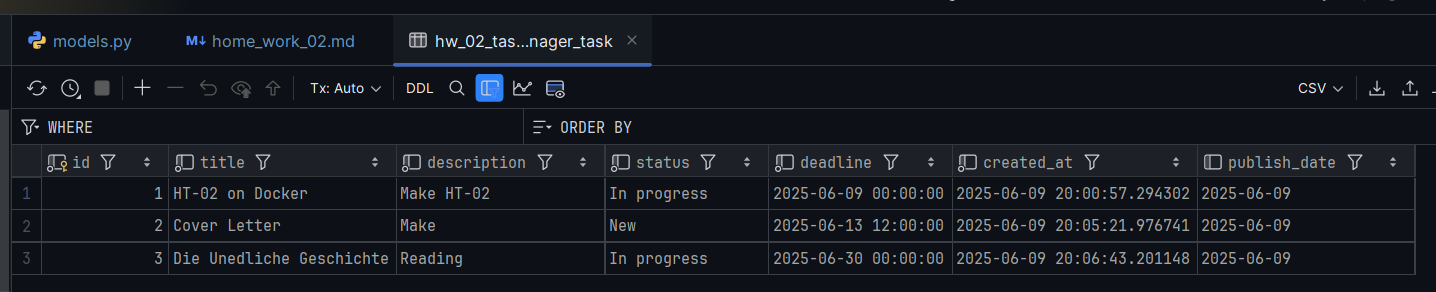 models.py M↓ home_work_02.md hw_02_tas...nager_task
Tx: Auto DDL CSV
WHERE ORDER BY
id title description status deadline created_at publish_date
1 1 HT-02 on Docker Make HT-02 In progress 2025-06-09 00:00:00 2025-06-09 20:00:57.294302 2025-06-09
2 2 Cover Letter Make New 2025-06-13 12:00:00 2025-06-09 20:05:21.976741 2025-06-09
3 3 Die Unedliche Geschichte Reading In progress 2025-06-30 00:00:00 2025-06-09 20:06:43.201148 2025-06-09